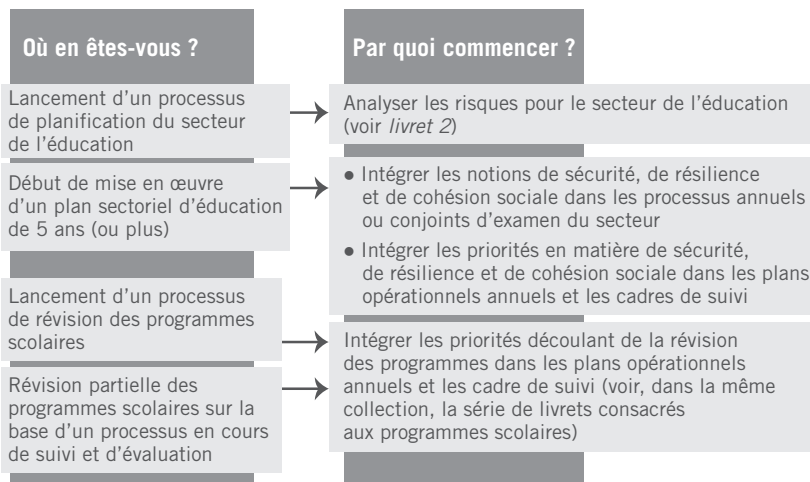 Où en êtes-vous ?
Par quoi commencer ?
Lancement d’un processus
de planification du secteur
de l’éducation
Analyser les risques pour le secteur de l’éducation
(voir livret 2)
Début de mise en œuvre
d’un plan sectoriel d’éducation
de 5 ans (ou plus)
● Intégrer les notions de sécurité, de résilience
et de cohésion sociale dans les processus annuels
ou conjoints d’examen du secteur
● Intégrer les priorités en matière de sécurité,
de résilience et de cohésion sociale dans les plans
opérationnels annuels et les cadres de suivi
Lancement d’un processus
de révision des programmes
scolaires
Révision partielle des
programmes scolaires sur la
base d’un processus en cours
de suivi et d’évaluation
Intégrer les priorités découlant de la révision
des programmes dans les plans opérationnels
annuels et les cadre de suivi (voir, dans la même
collection, la série de livrets consacrés
aux programmes scolaires)